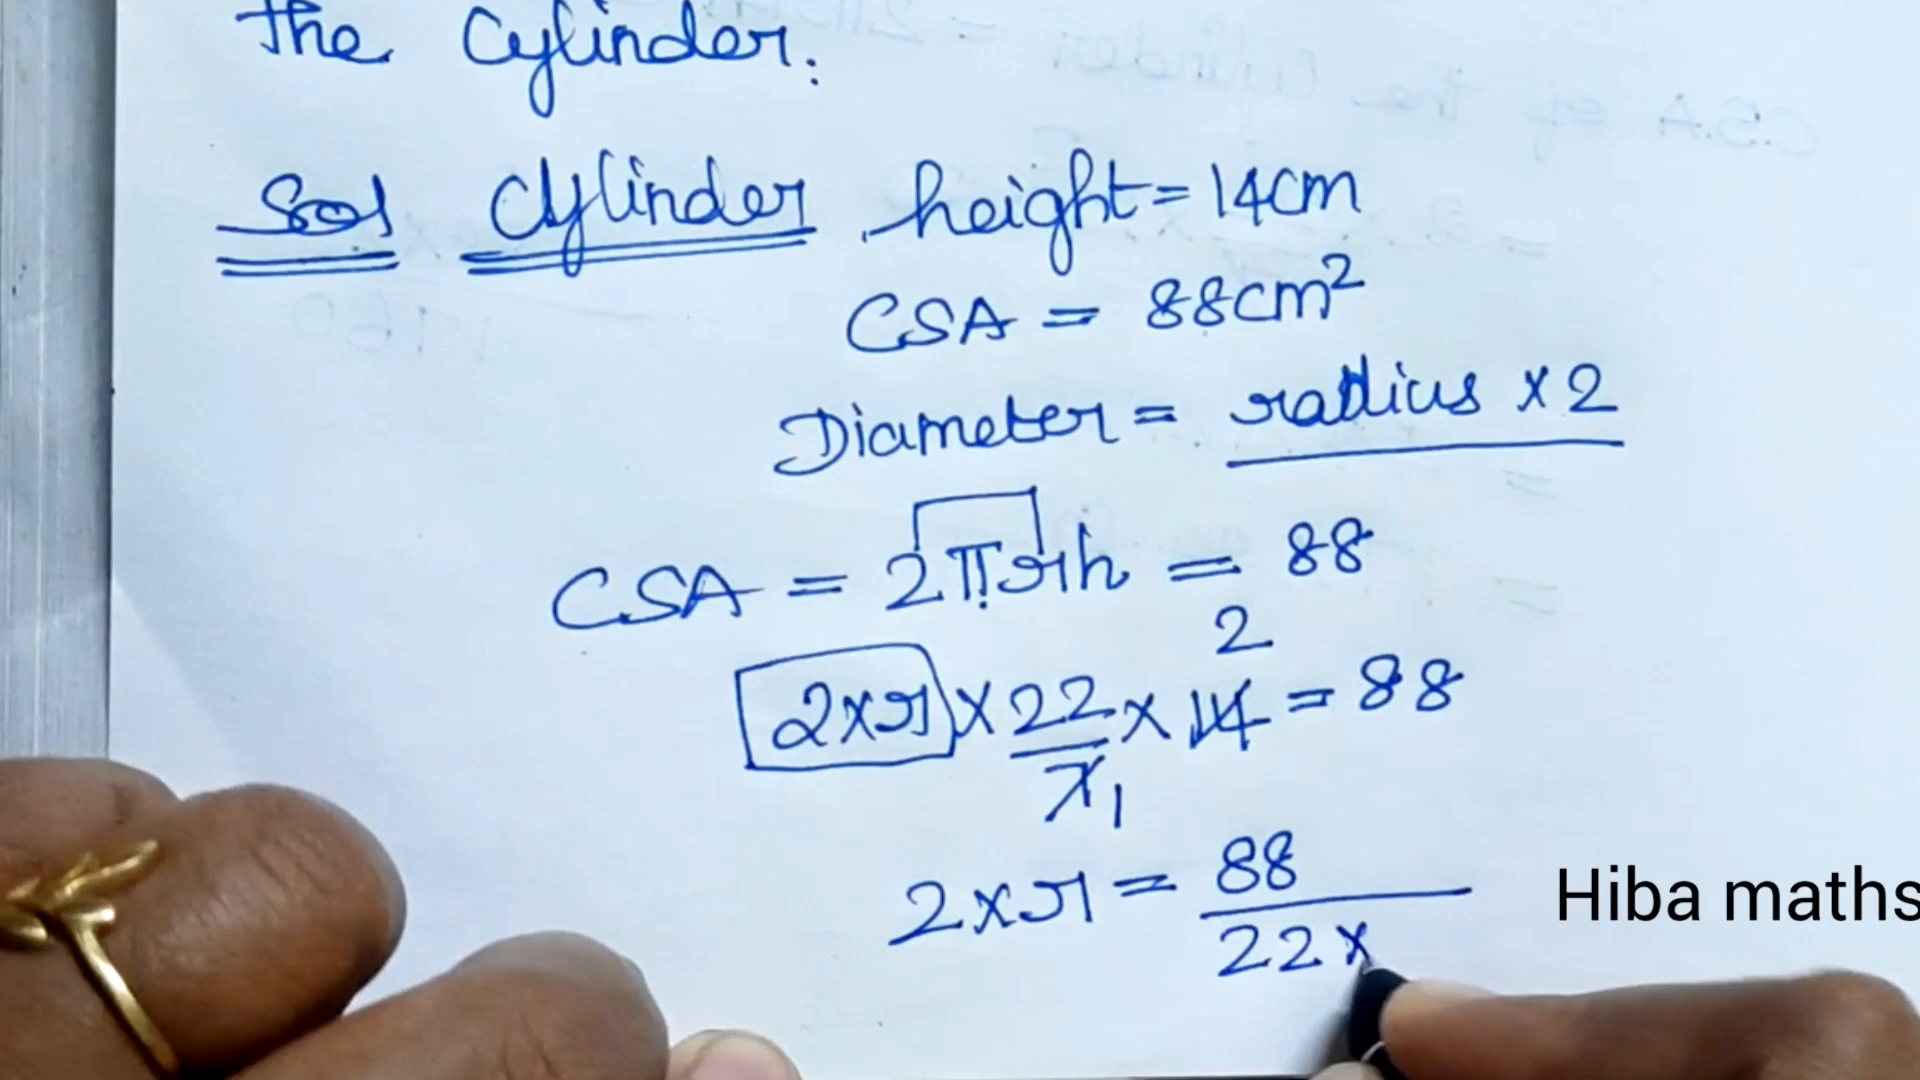 the Cylinder.
Sol Cylinder height = 14cm
CSA = 88cm²
Diameter = radius × 2
CSA = 2πrh = 88
2
2×r × 22/7 × 14 = 88
1
2×r = 88/22×
Hiba maths